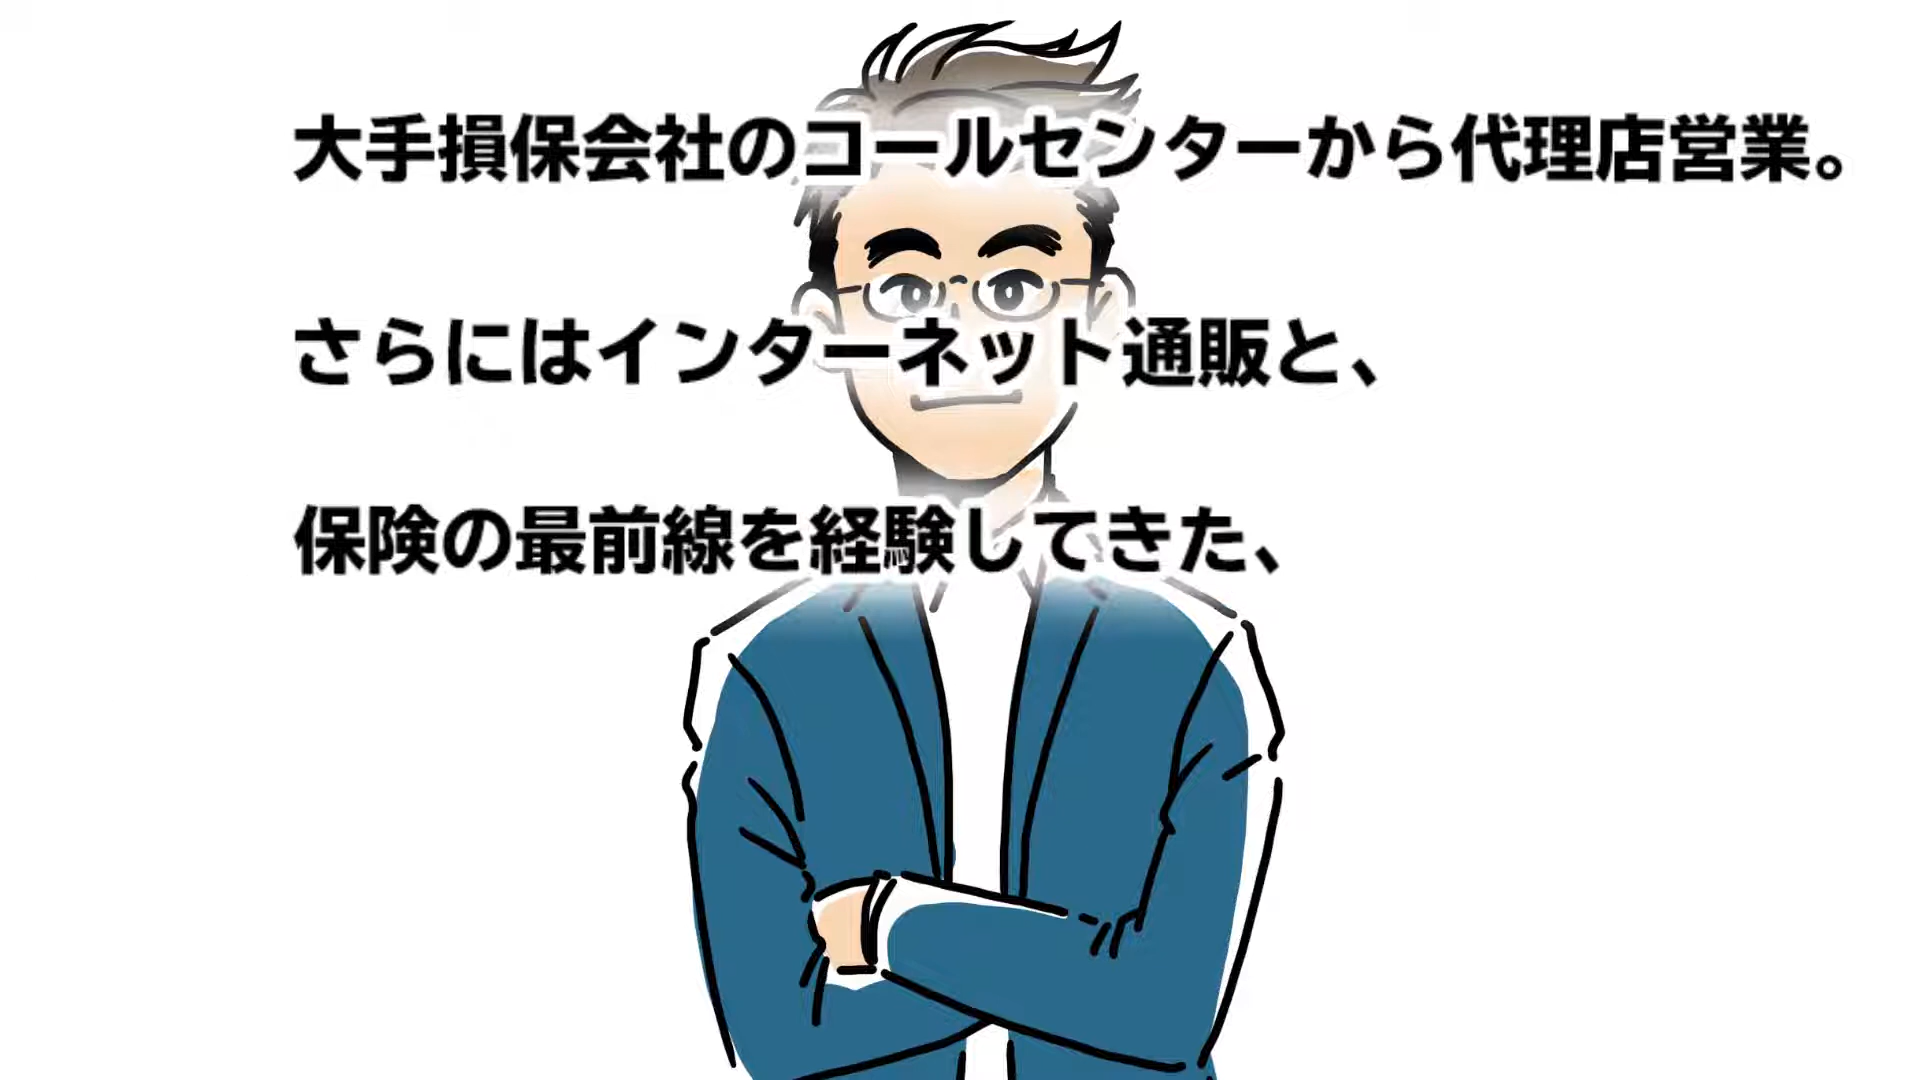 大手損保会社のコールセンターから代理店営業。
さらにはインターネット通販と、
保険の最前線を経験してきた、